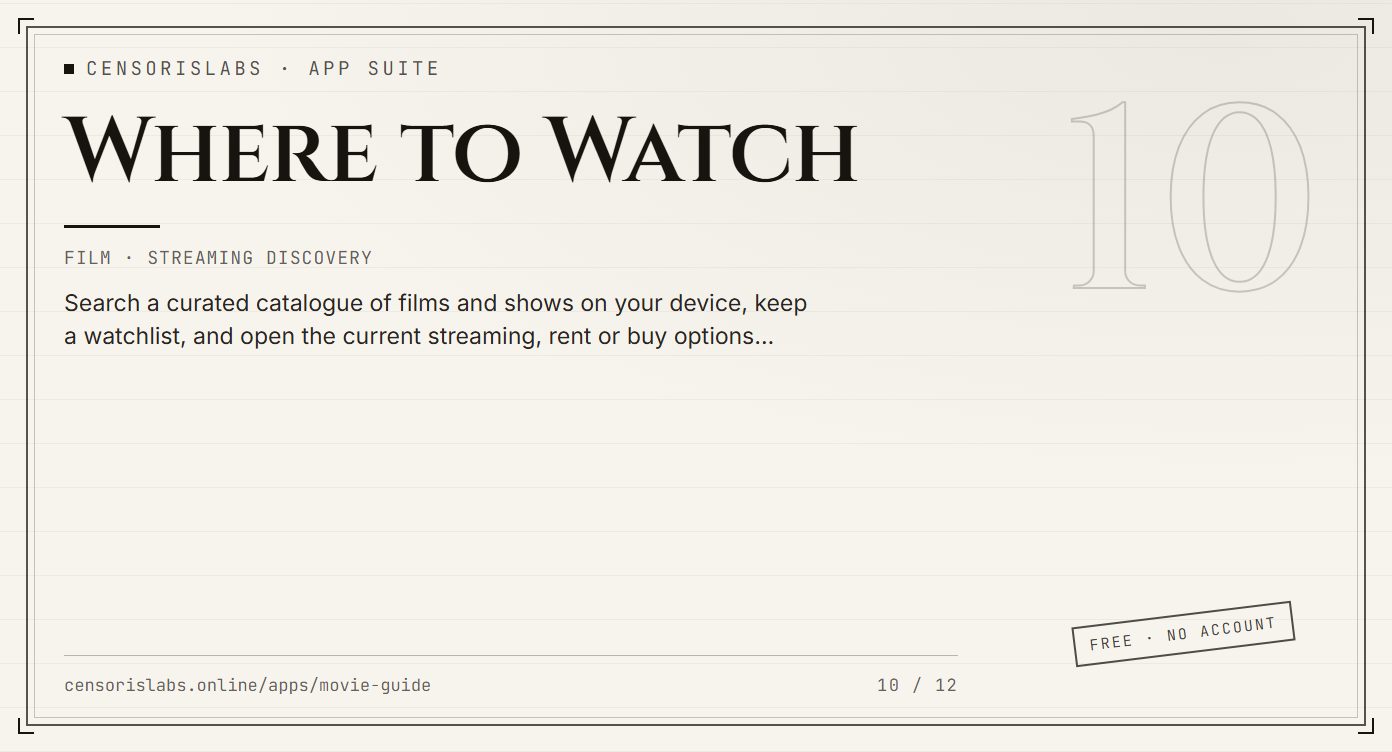 CENSORISLABS · APP SUITE
WHERE TO WATCH
10
FILM · STREAMING DISCOVERY
Search a curated catalogue of films and shows on your device, keep
a watchlist, and open the current streaming, rent or buy options...
FREE · NO ACCOUNT
censorislabs.online/apps/movie-guide
10 / 12